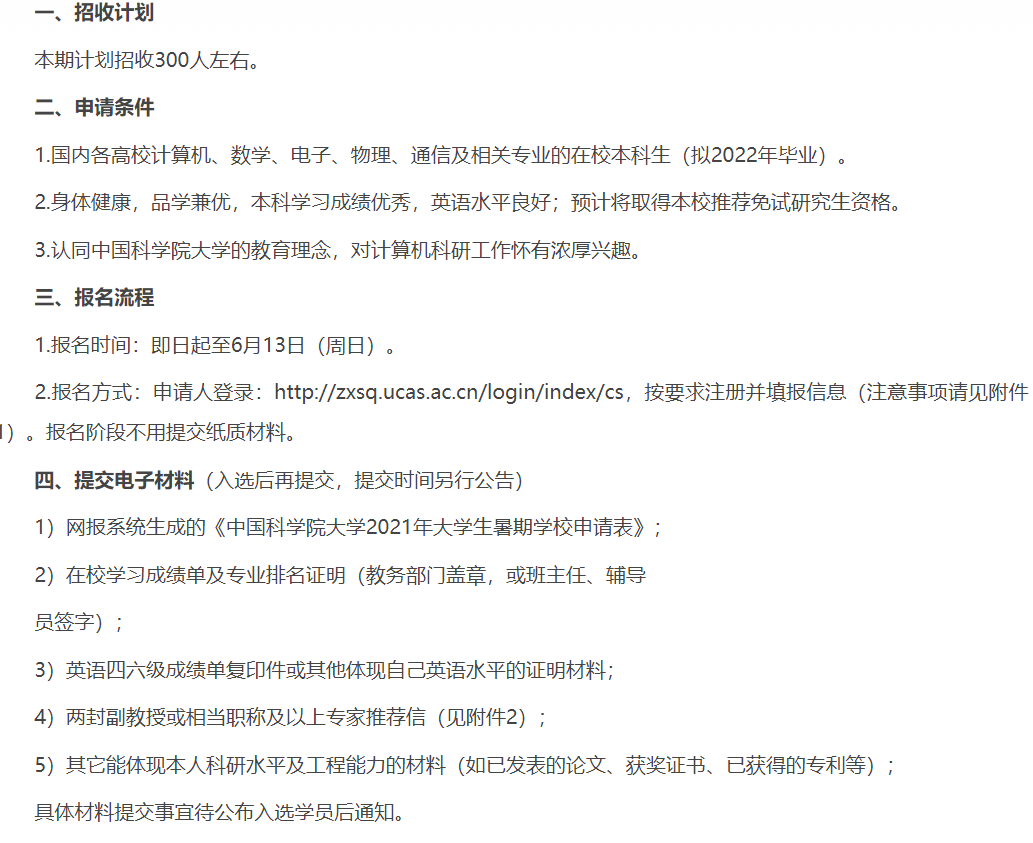 一、招收计划
本期计划招收300人左右。
二、申请条件
1.国内各高校计算机、数学、电子、物理、通信及相关专业的在校本科生（拟2022年毕业）。
2.身体健康，品学兼优，本科学习成绩优秀，英语水平良好；预计将取得本校推荐免试研究生资格。
3.认同中国科学院大学的教育理念，对计算机科研工作怀有浓厚兴趣。
三、报名流程
1.报名时间：即日起至6月13日（周日）。
2.报名方式：申请人登录：http://zxsq.ucas.ac.cn/login/index/cs，按要求注册并填报信息（注意事项请见附件
1）。报名阶段不用提交纸质材料。
四、提交电子材料（入选后再提交，提交时间另行公告）
1）网报系统生成的《中国科学院大学2021年大学生暑期学校申请表》；
2）在校学习成绩单及专业排名证明（教务部门盖章，或班主任、辅导
员签字）；
3）英语四六级成绩单复印件或其他体现自己英语水平的证明材料；
4）两封副教授或相当职称及以上专家推荐信（见附件2）；
5）其它能体现本人科研水平及工程能力的材料（如已发表的论文、获奖证书、已获得的专利等）；
具体材料提交事宜待公布入选学员后通知。